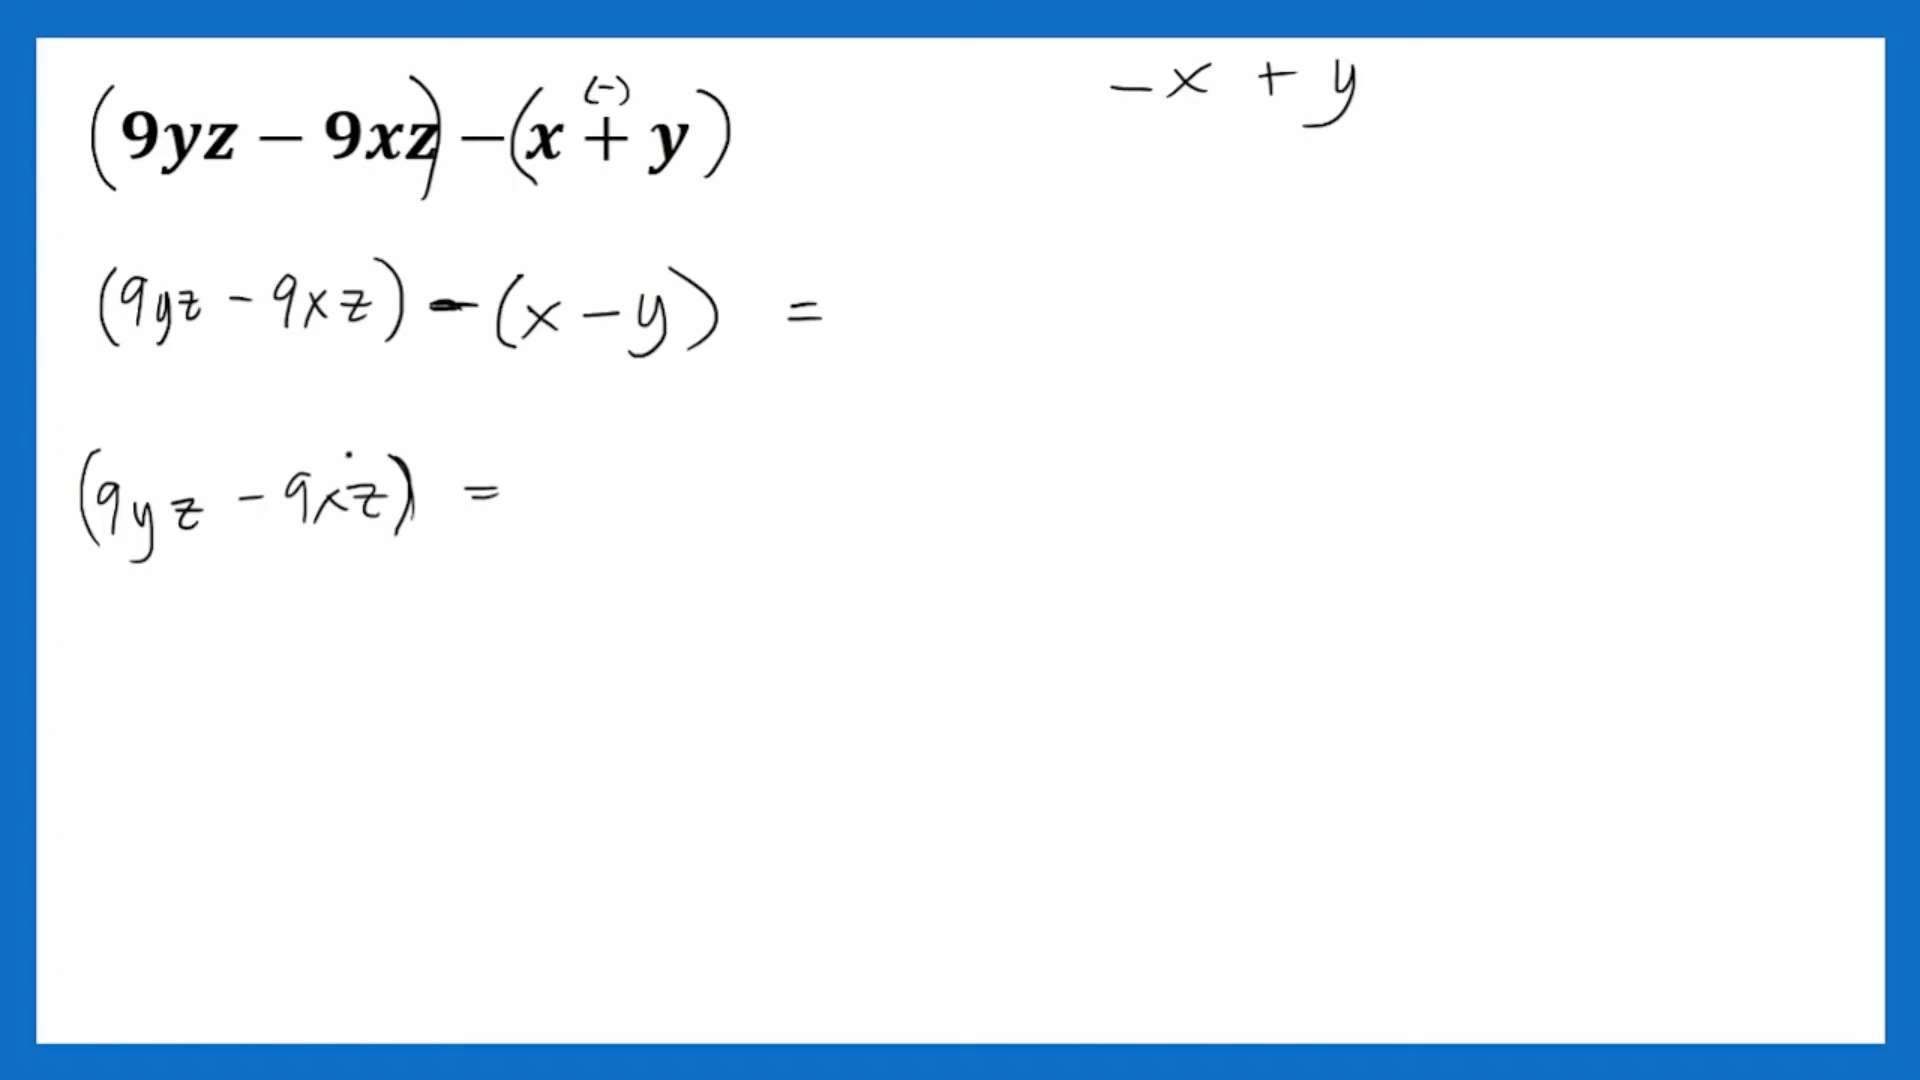 (9yz − 9xz) − (x (-) + y)
− x + y
(9yz - 9xz) - (x - y) =
(9yz - 9xz) =